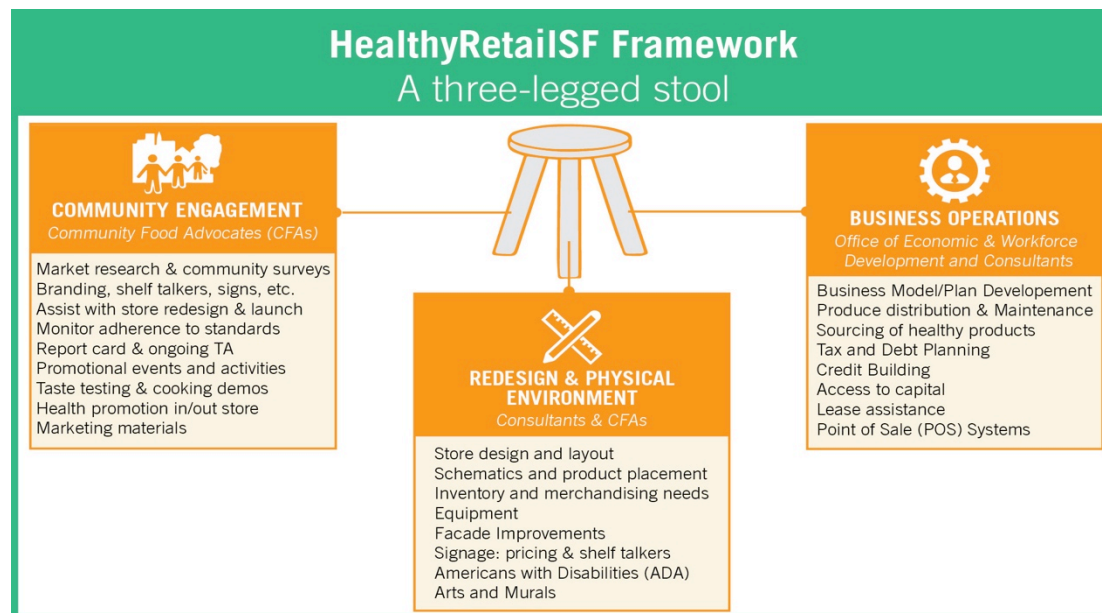 HealthyRetailSF Framework
A three-legged stool
COMMUNITY ENGAGEMENT
Community Food Advocates (CFAs)
Market research & community surveys
Branding, shelf talkers, signs, etc.
Assist with store redesign & launch
Monitor adherence to standards
Report card & ongoing TA
Promotional events and activities
Taste testing & cooking demos
Health promotion in/out store
Marketing materials
REDESIGN & PHYSICAL
ENVIRONMENT
Consultants & CFAs
Store design and layout
Schematics and product placement
Inventory and merchandising needs
Equipment
Facade Improvements
Signage: pricing & shelf talkers
Americans with Disabilities (ADA)
Arts and Murals
BUSINESS OPERATIONS
Office of Economic & Workforce
Development and Consultants
Business Model/Plan Developement
Produce distribution & Maintenance
Sourcing of healthy products
Tax and Debt Planning
Credit Building
Access to capital
Lease assistance
Point of Sale (POS) Systems